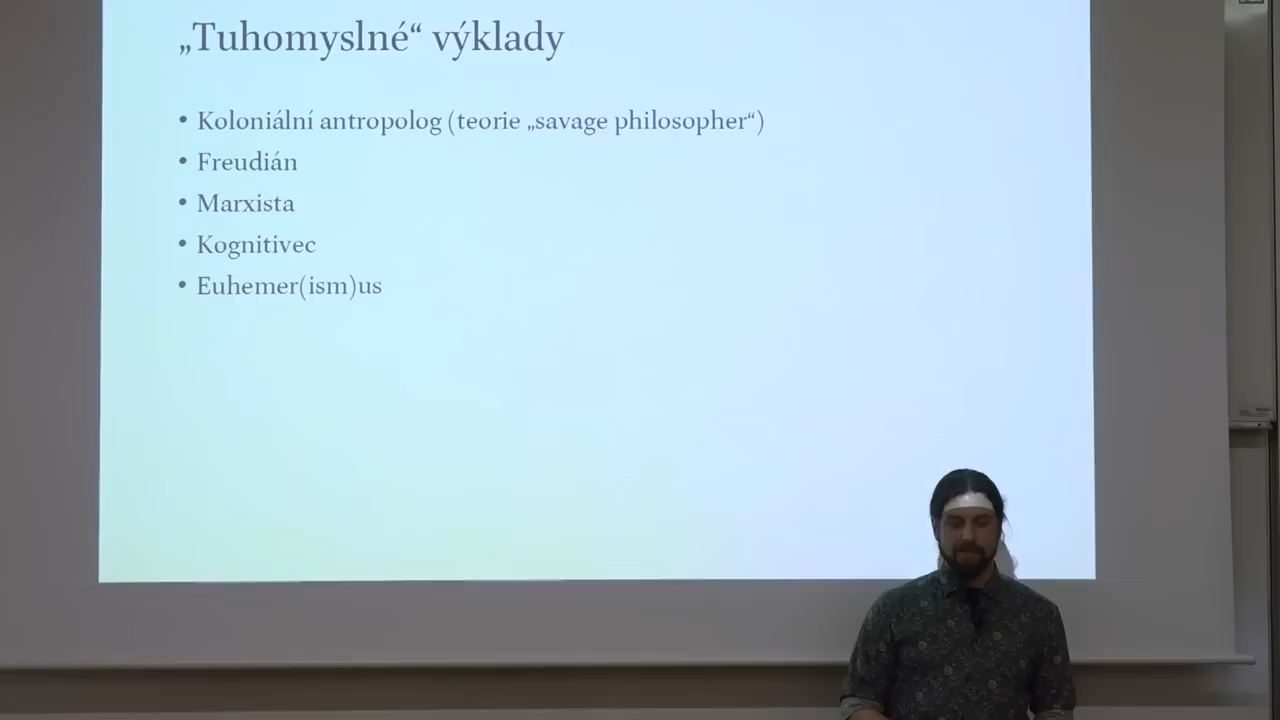 „Tuhomyslné“ výklady
• Koloniální antropolog (teorie „savage philosopher“)
• Freudián
• Marxista
• Kognitivec
• Euhemer(ism)us